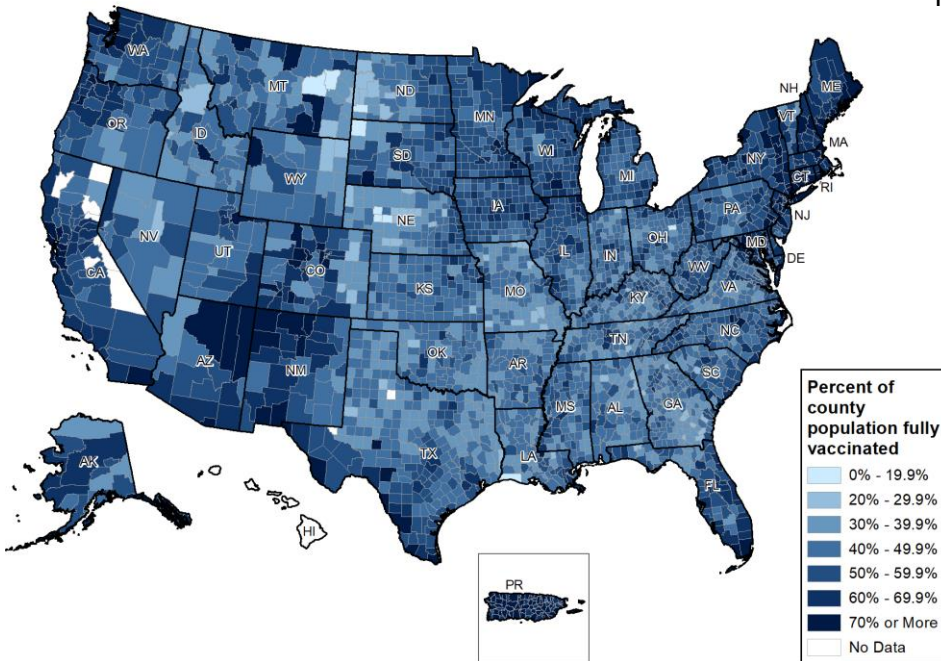 WA
MT
ND
MN
NH
ME
VT
OR
ID
SD
WI
MI
NY
MA
CT
RI
WY
IA
PA
NJ
NE
NV
UT
IL
IN
OH
MD
DE
CA
CO
WV
VA
KS
MO
KY
NC
AZ
NM
OK
AR
TN
SC
MS
AL
GA
TX
LA
FL
AK
HI
PR
Percent of
county
population fully
vaccinated
0% - 19.9%
20% - 29.9%
30% - 39.9%
40% - 49.9%
50% - 59.9%
60% - 69.9%
70% or More
No Data